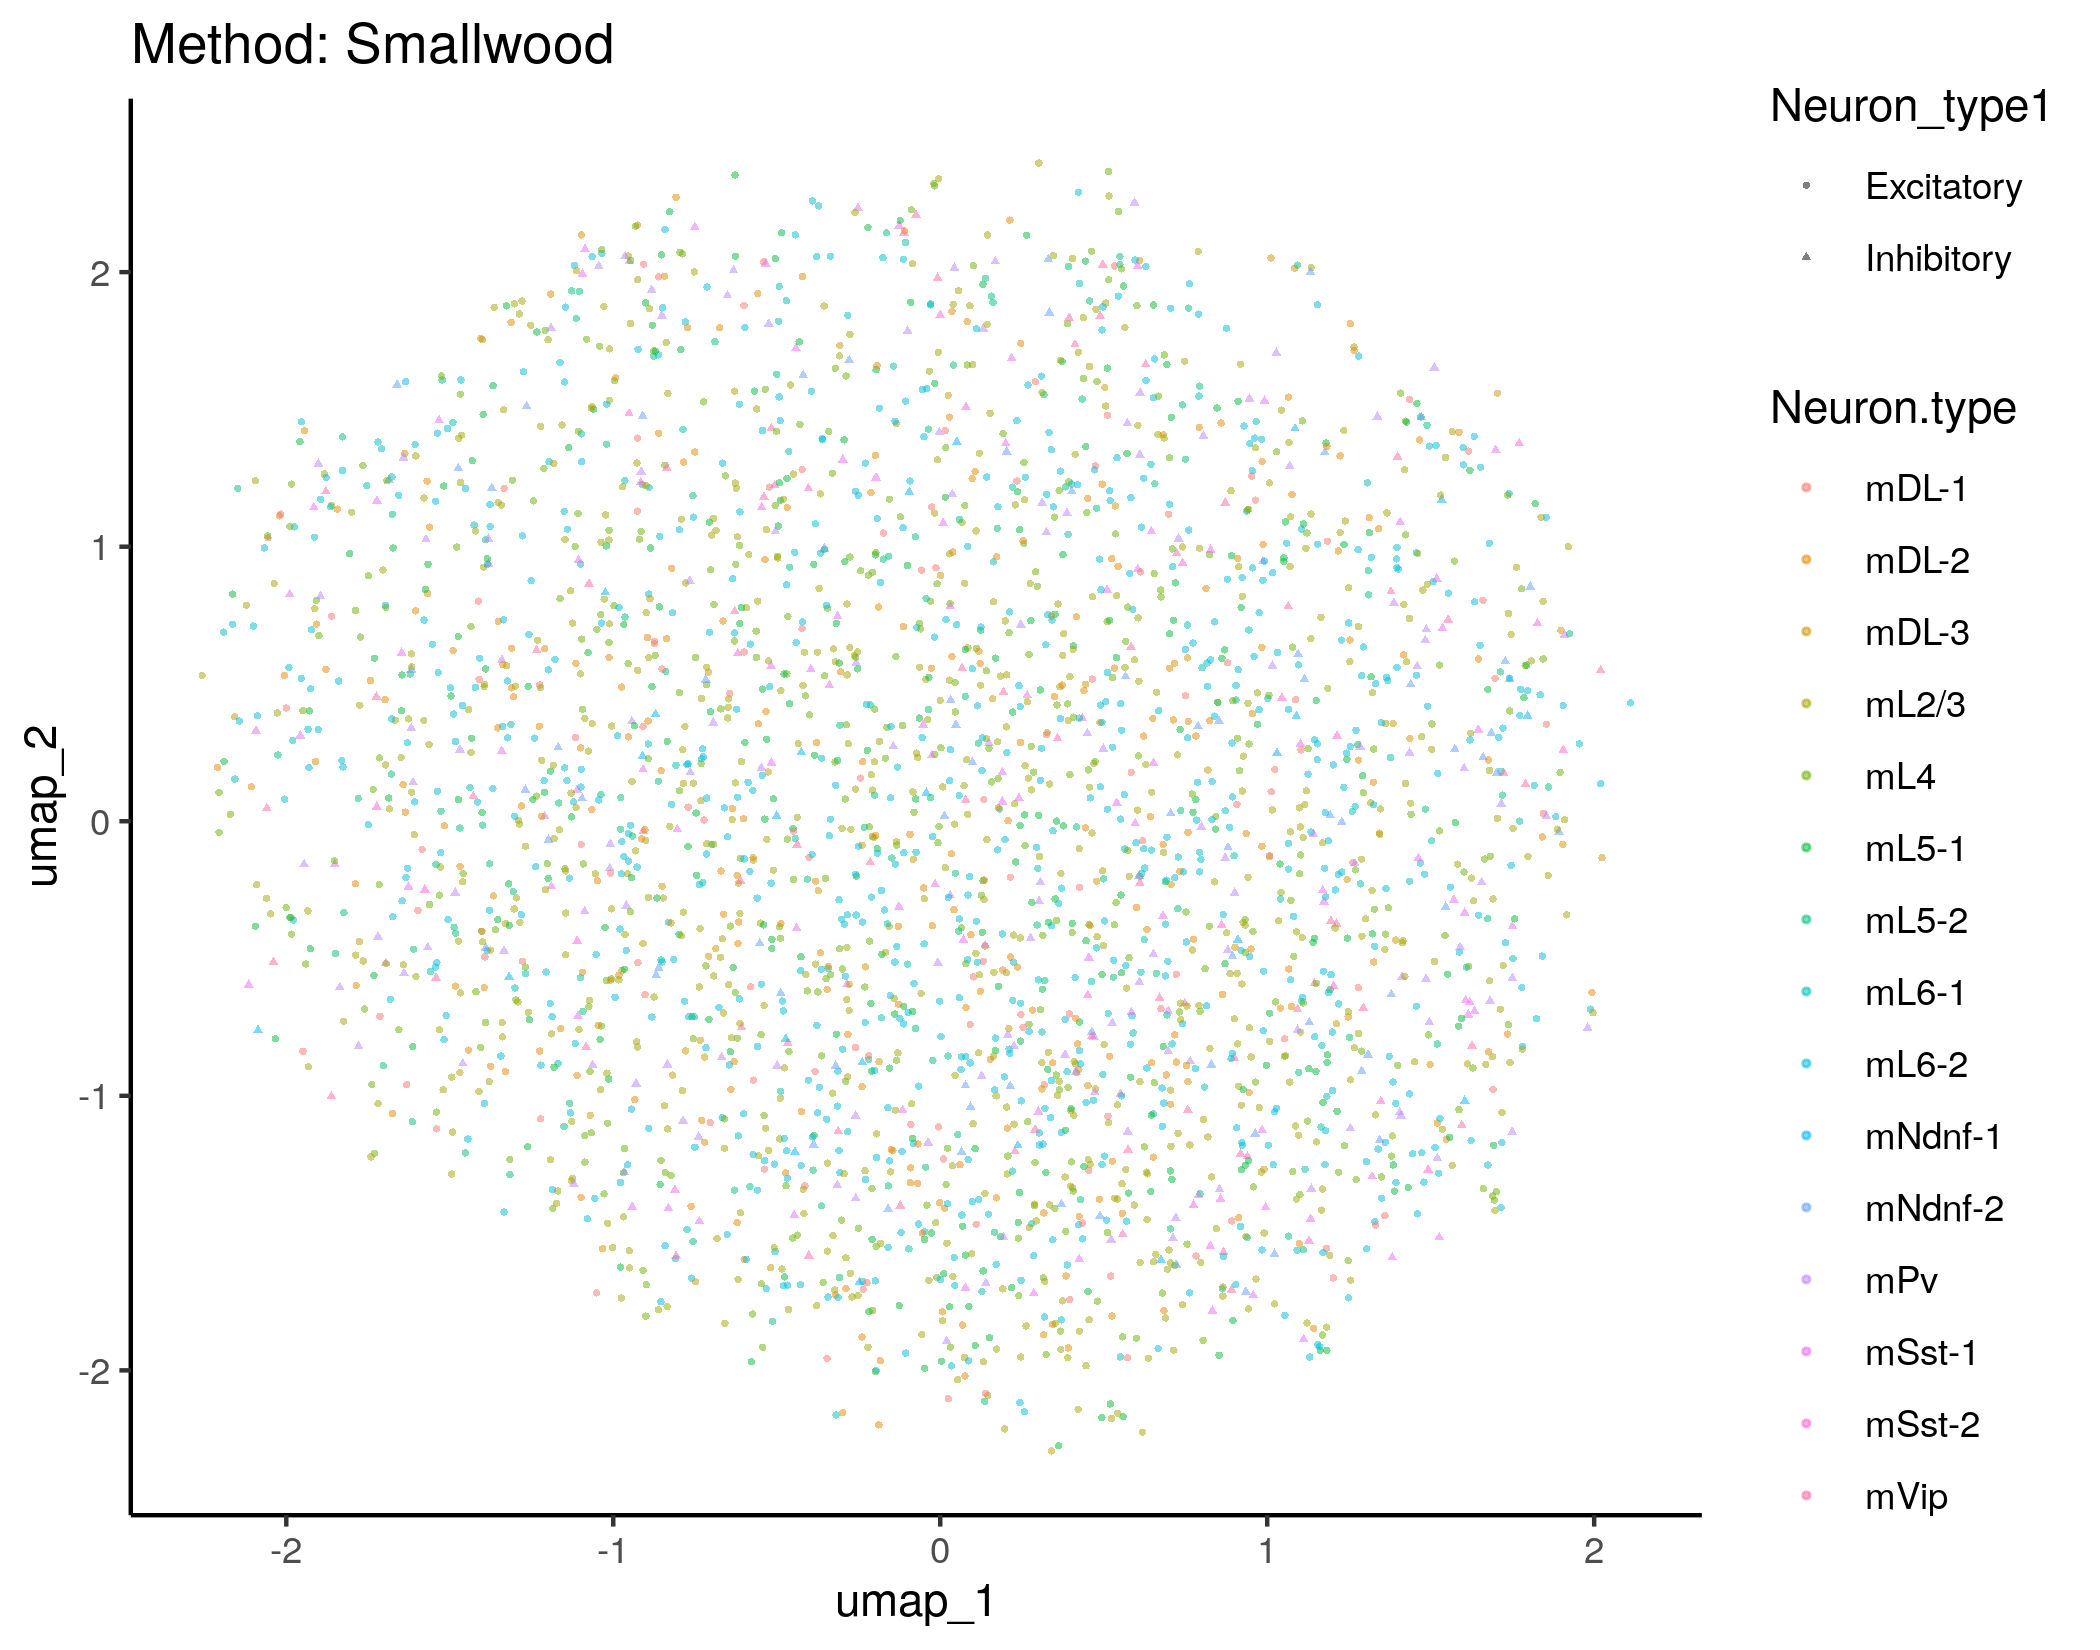 Method: Smallwood
umap_2
2
1
0
-1
-2
-2
-1
0
1
2
umap_1
Neuron_type1
Excitatory
Inhibitory
Neuron.type
mDL-1
mDL-2
mDL-3
mL2/3
mL4
mL5-1
mL5-2
mL6-1
mL6-2
mNdnf-1
mNdnf-2
mPv
mSst-1
mSst-2
mVip